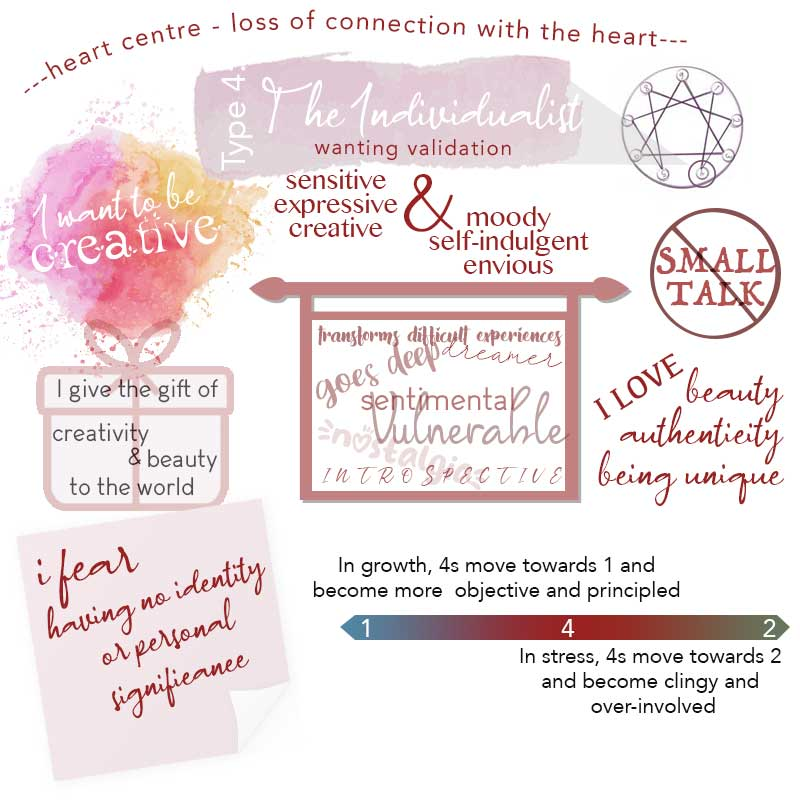 ---heart centre - loss of connection with the heart---
Type 4.
The Individualist
wanting validation
I want to be
creative
sensitive
expressive
creative
&
moody
self-indulgent
envious
SMALL
TALK
transforms difficult experiences
goes deep
dreamer
sentimental
Vulnerable
nostalgic
INTROSPECTIVE
I LOVE
beauty
authenticity
being unique
I give the gift of
creativity
& beauty
to the world
i fear
having no identity
or personal
significance
In growth, 4s move towards 1 and
become more objective and principled
1 4 2
In stress, 4s move towards 2
and become clingy and
over-involved